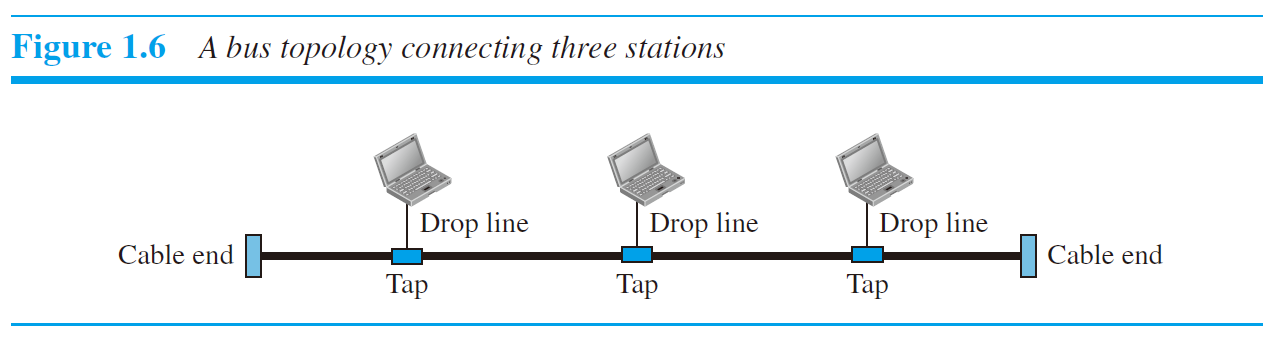 Figure 1.6 A bus topology connecting three stations
Drop line Drop line Drop line
Cable end Cable end
Tap Tap Tap